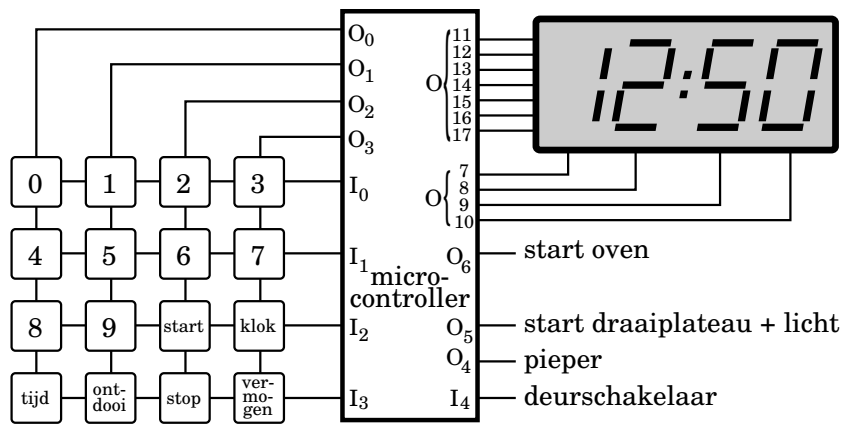 O0
O1
O2
O3
0 1 2 3 I0
4 5 6 7 I1
8 9 start klok I2
tijd ont-
dooi stop ver-
mo-
gen I3
micro-
controller
O 11
12
13
14
15
16
17
12:50
O 7
8
9
10
O6 start oven
O5 start draaiplateau + licht
O4 pieper
I4 deurschakelaar